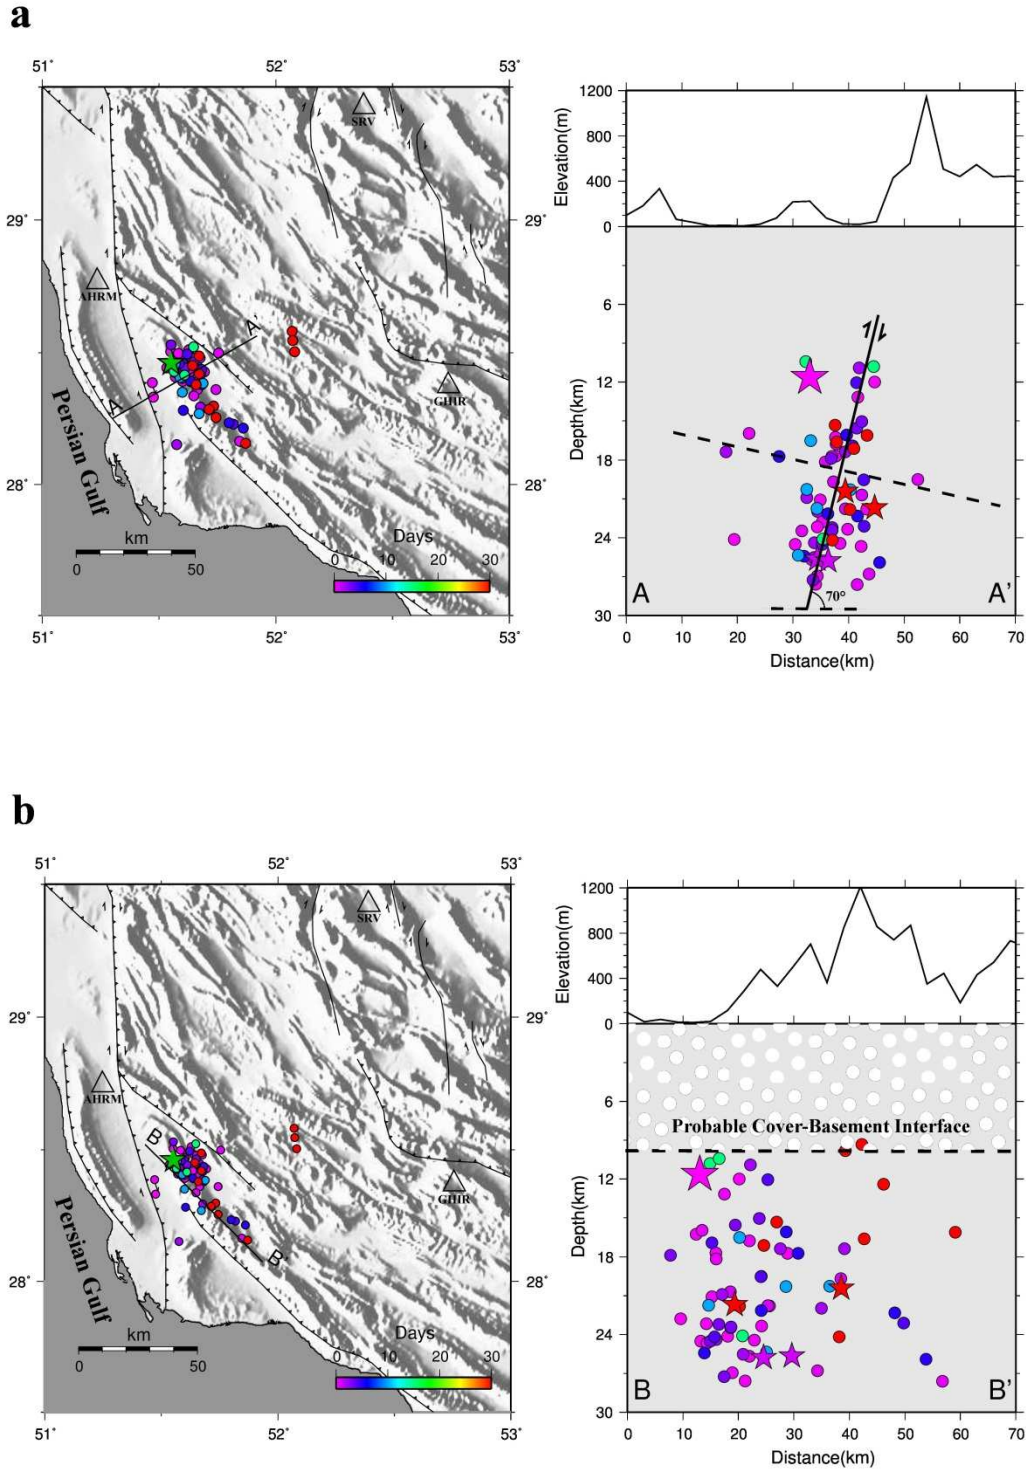 a
51° 52° 53°
29°
28°
SRV
AHRM
GHIR
A
A
Persian Gulf
km
0 50
Days
0 10 20 30
51° 52° 53°
Elevation(m)
1200
800
400
0
Depth(km)
6
12
18
24
30
70°
A A'
0 10 20 30 40 50 60 70
Distance(km)
b
51° 52° 53°
29°
28°
SRV
AHRM
GHIR
B
B
Persian Gulf
km
0 50
Days
0 10 20 30
51° 52° 53°
Elevation(m)
1200
800
400
0
Depth(km)
6
12
18
24
30
Probable Cover-Basement Interface
B B'
0 10 20 30 40 50 60 70
Distance(km)